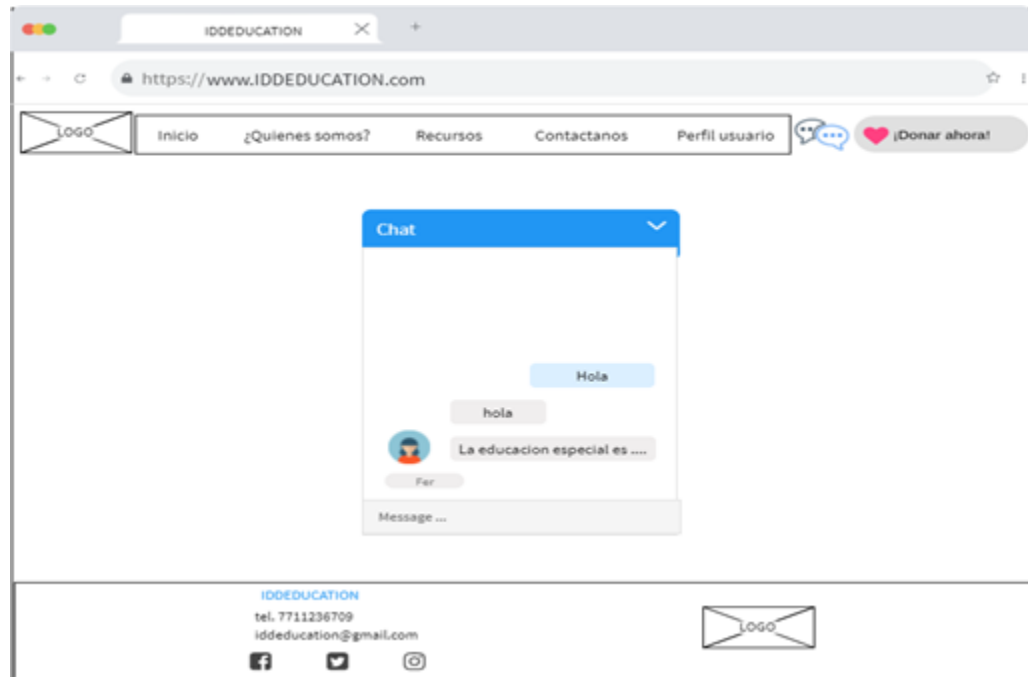 IDDEDUCATION
https://www.IDDEDUCATION.com
LOGO Inicio ¿Quienes somos? Recursos Contactanos Perfil usuario ¡Donar ahora!
Chat
Hola
hola
La educacion especial es ....
Fer
Message ...
IDDEDUCATION
tel. 7711236709
iddeducation@gmail.com
LOGO